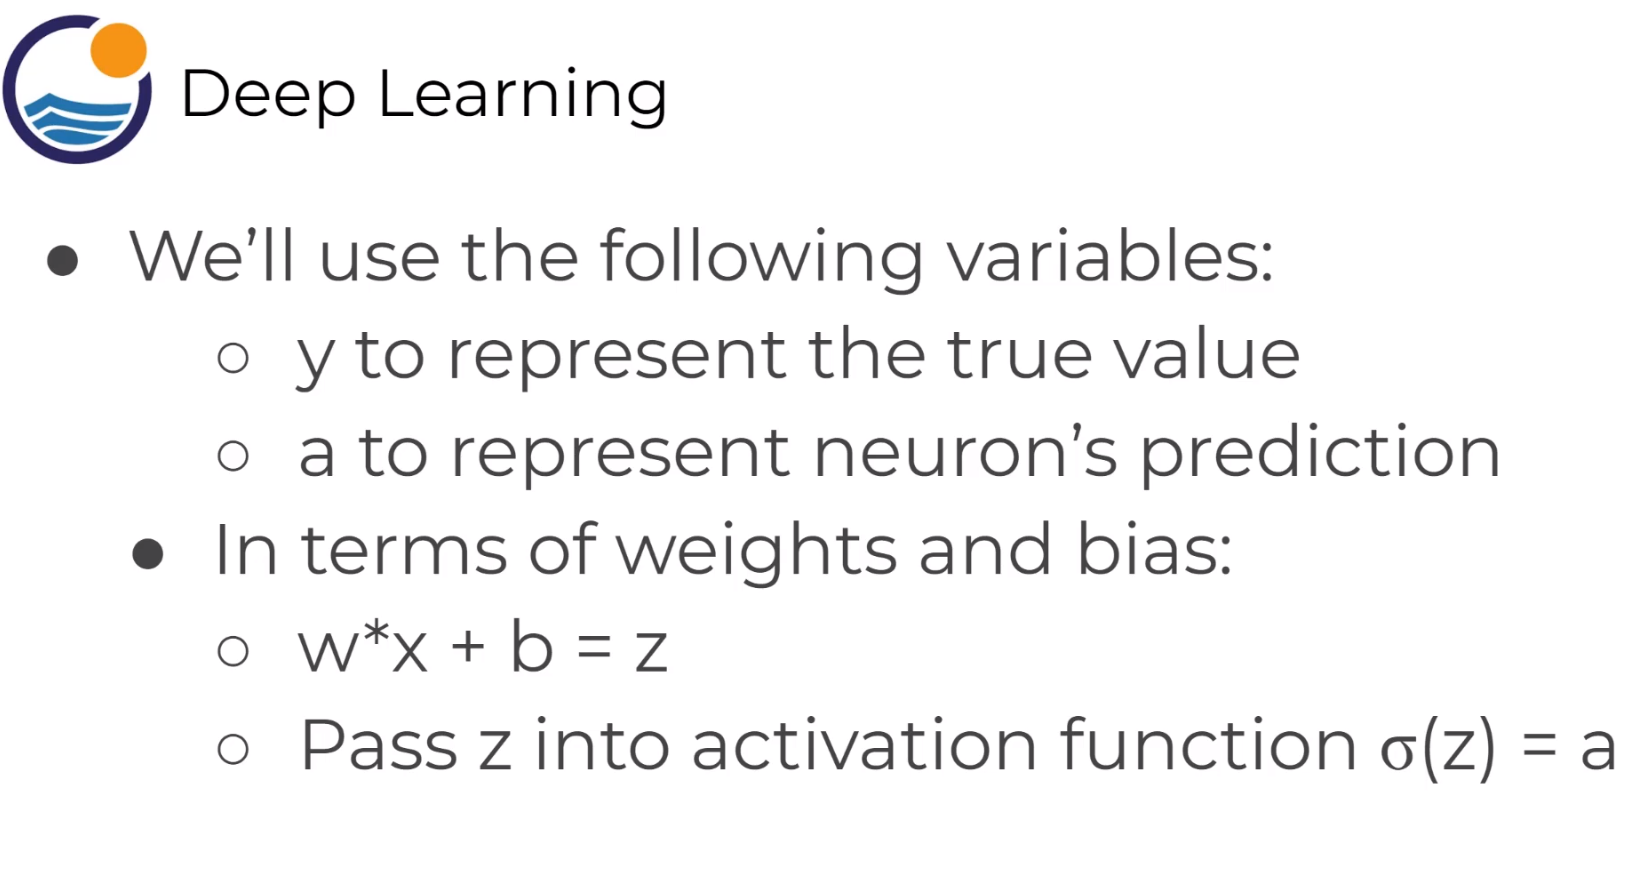 Deep Learning
● We’ll use the following variables:
○ y to represent the true value
○ a to represent neuron’s prediction
● In terms of weights and bias:
○ w*x + b = z
○ Pass z into activation function σ(z) = a